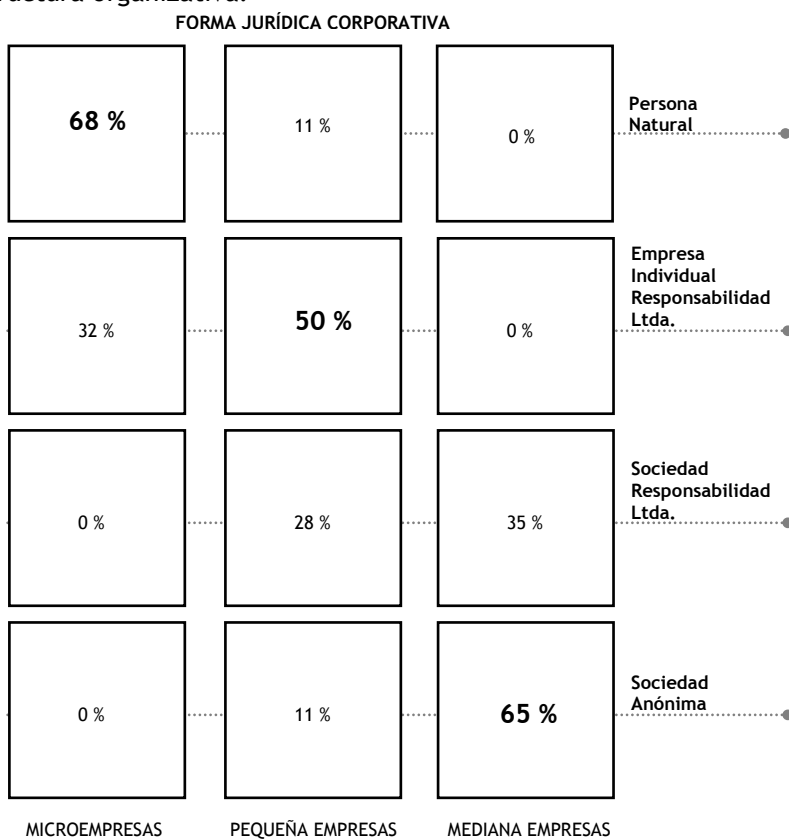 FORMA JURÍDICA CORPORATIVA
68 %
11 %
0 %
Persona
Natural
32 %
50 %
0 %
Empresa
Individual
Responsabilidad
Ltda.
0 %
28 %
35 %
Sociedad
Responsabilidad
Ltda.
0 %
11 %
65 %
Sociedad
Anónima
MICROEMPRESAS
PEQUEÑA EMPRESAS
MEDIANA EMPRESAS